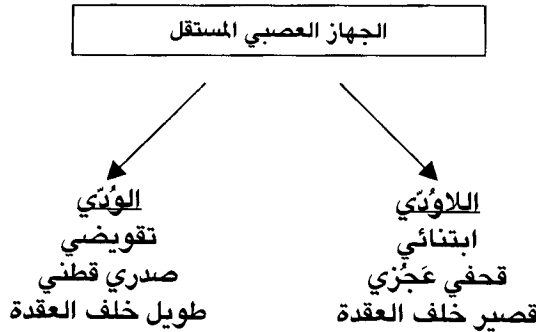 الجهاز العصبي المستقل
اللاوُدّي
ابتنائي
قحفي عَجُزي
قصير خلف العقدة
الوُدّي
تقويضي
صدري قطني
طويل خلف العقدة